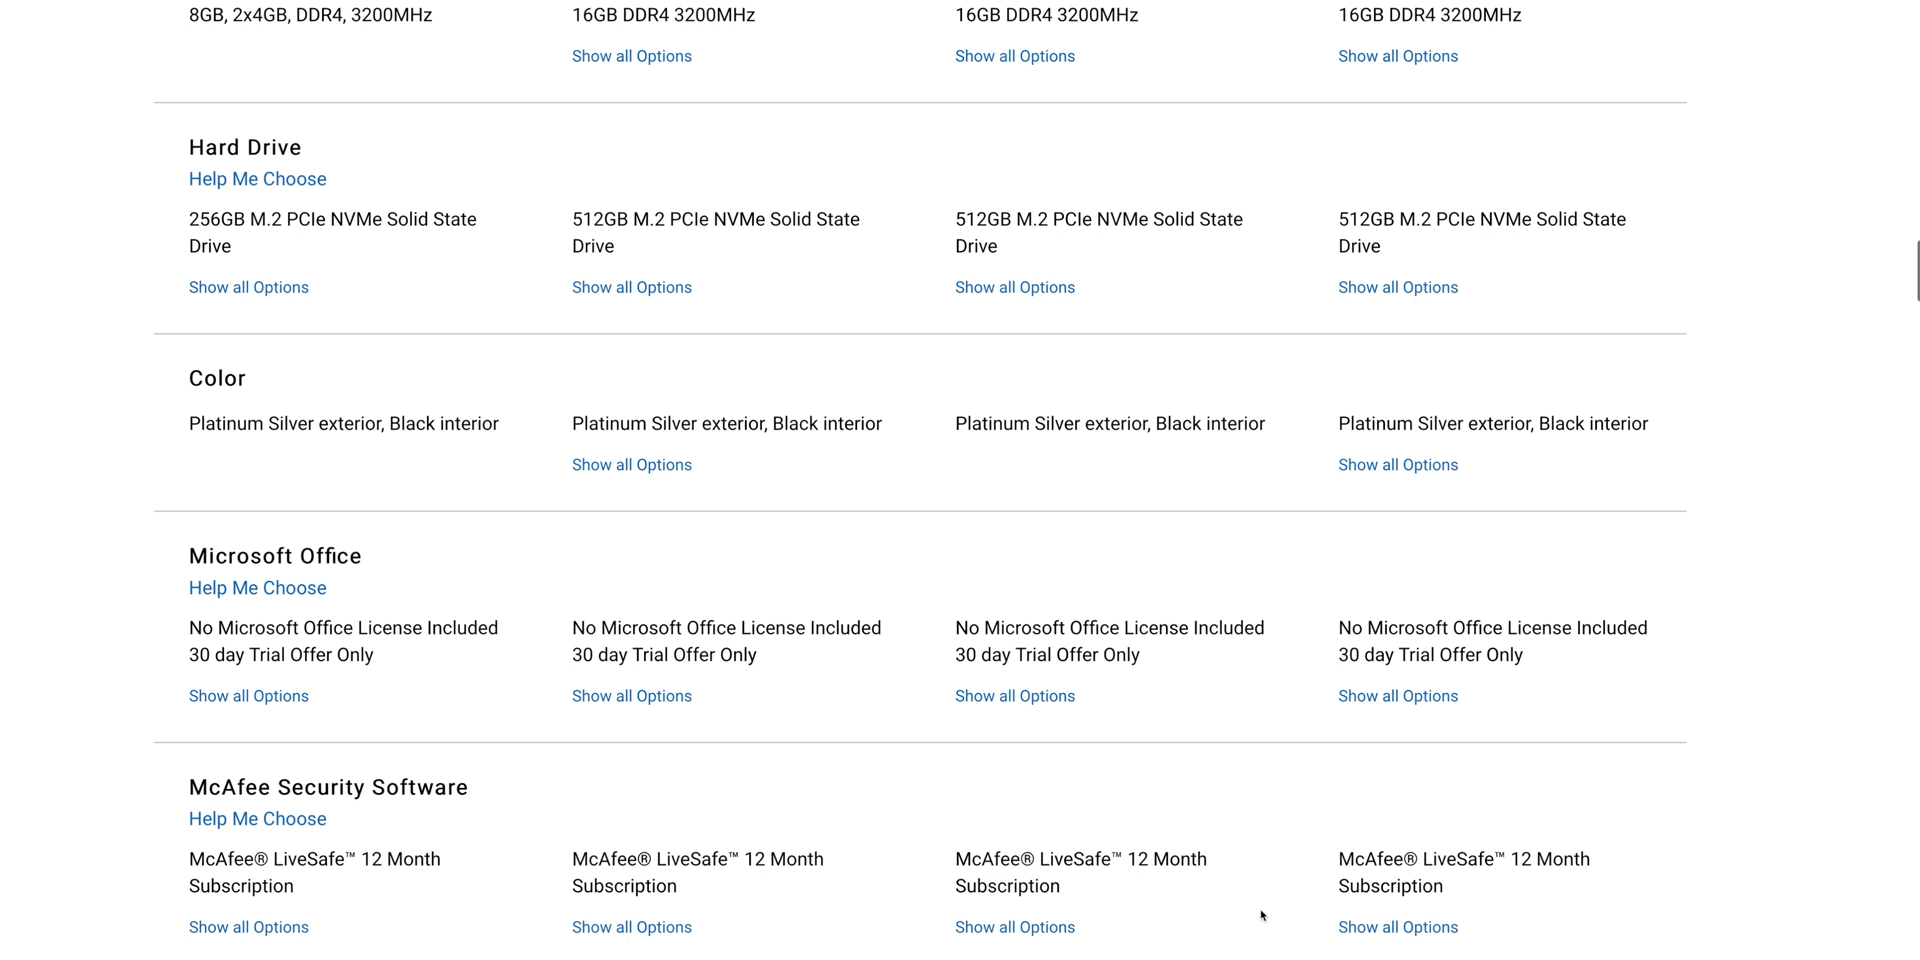 8GB, 2x4GB, DDR4, 3200MHz
16GB DDR4 3200MHz
Show all Options
16GB DDR4 3200MHz
Show all Options
16GB DDR4 3200MHz
Show all Options
Hard Drive
Help Me Choose
256GB M.2 PCIe NVMe Solid State
Drive
Show all Options
512GB M.2 PCIe NVMe Solid State
Drive
Show all Options
512GB M.2 PCIe NVMe Solid State
Drive
Show all Options
512GB M.2 PCIe NVMe Solid State
Drive
Show all Options
Color
Platinum Silver exterior, Black interior
Platinum Silver exterior, Black interior
Show all Options
Platinum Silver exterior, Black interior
Platinum Silver exterior, Black interior
Show all Options
Microsoft Office
Help Me Choose
No Microsoft Office License Included
30 day Trial Offer Only
Show all Options
No Microsoft Office License Included
30 day Trial Offer Only
Show all Options
No Microsoft Office License Included
30 day Trial Offer Only
Show all Options
No Microsoft Office License Included
30 day Trial Offer Only
Show all Options
McAfee Security Software
Help Me Choose
McAfee® LiveSafe™ 12 Month
Subscription
Show all Options
McAfee® LiveSafe™ 12 Month
Subscription
Show all Options
McAfee® LiveSafe™ 12 Month
Subscription
Show all Options
McAfee® LiveSafe™ 12 Month
Subscription
Show all Options